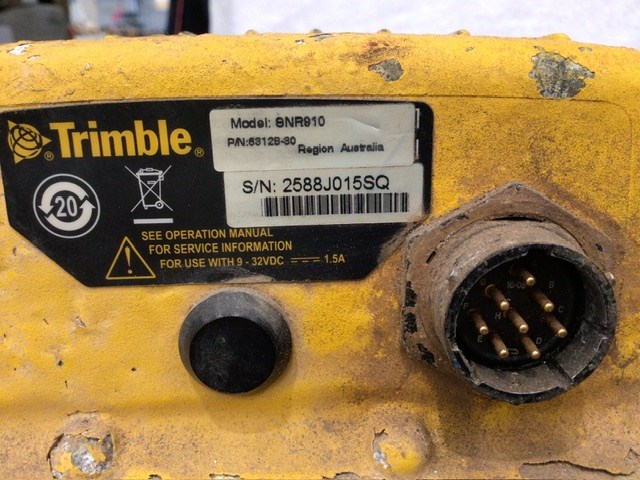 Trimble®
Model: SNR910
P/N:63128-30
Region Australia
S/N: 2588J015SQ
20
SEE OPERATION MANUAL
FOR SERVICE INFORMATION
FOR USE WITH 9 - 32VDC ⎓ 1.5A
B
C
D
E
H